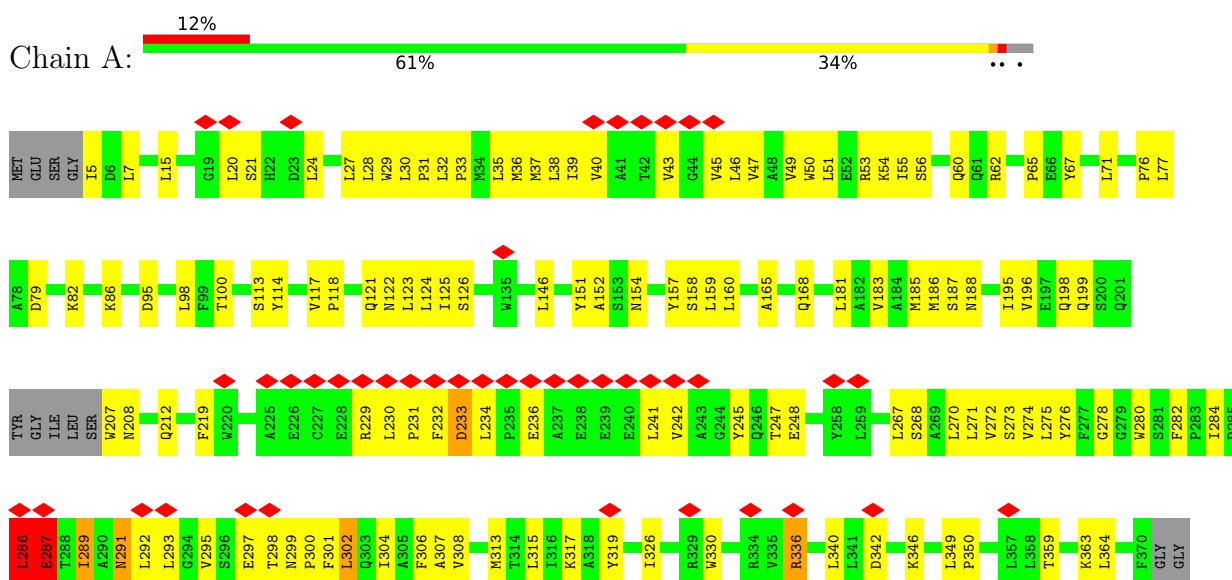 12%
Chain A:
61% 34% •• •
MET GLU SER GLY I5 D6 L7 L15 G19 L20 S21 H22 D23 L24 L27 L28 W29 L30 P31 L32 P33 M34 L35 M36 M37 L38 I39 V40 A41 T42 V43 G44 V45 L46 V47 A48 V49 W50 L51 E52 R53 K54 I55 S56 Q60 Q61 R62 P65 E66 Y67 L71 P76 L77
A78 D79 K82 K86 D95 L98 F99 T100 S113 Y114 V117 P118 Q121 N122 L123 L124 I125 S126 W135 L146 Y151 A152 S153 N154 Y157 S158 L159 L160 A165 Q168 L181 A182 V183 A184 M185 M186 S187 N188 I195 V196 E197 Q198 Q199 S200 Q201
TYR GLY ILE LEU SER W207 N208 Q212 F219 W220 A225 E226 C227 E228 R229 L230 P231 F232 D233 L234 P235 E236 A237 E238 E239 E240 L241 V242 A243 G244 Y245 Q246 T247 E248 Y258 L259 L267 S268 A269 L270 L271 V272 S273 V274 L275 Y276 F277 G278 G279 W280 S281 F282 P283 I284
L286 E287 T288 I289 A290 N291 L292 L293 G294 V295 S296 E297 T298 N299 P300 F301 L302 Q303 I304 A305 F306 A307 V308 M313 T314 L315 I316 K317 A318 Y319 I326 R329 W330 R334 V335 R336 L340 L341 D342 K346 L349 P350 L357 L358 T359 K363 L364 F370 GLY GLY